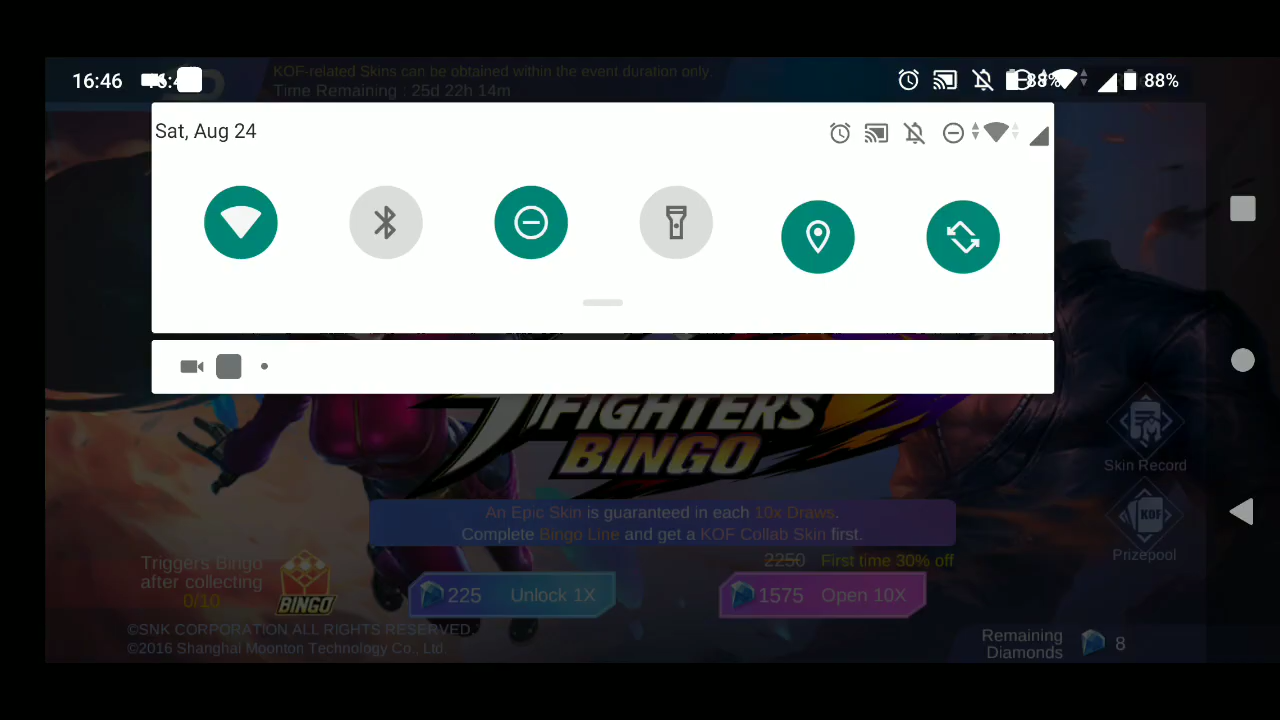 16:46
88%
KOF-related Skins can be obtained within the event duration only.
Time Remaining : 25d 22h 14m
Sat, Aug 24
FIGHTERS
BINGO
Skin Record
KOF
Prizepool
An Epic Skin is guaranteed in each 10x Draws.
Complete Bingo Line and get a KOF Collab Skin first.
Triggers Bingo
after collecting
0/10
BINGO
2250 First time 30% off
225 Unlock 1X
1575 Open 10X
©SNK CORPORATION ALL RIGHTS RESERVED.
©2016 Shanghai Moonton Technology Co., Ltd
Remaining
Diamonds
8